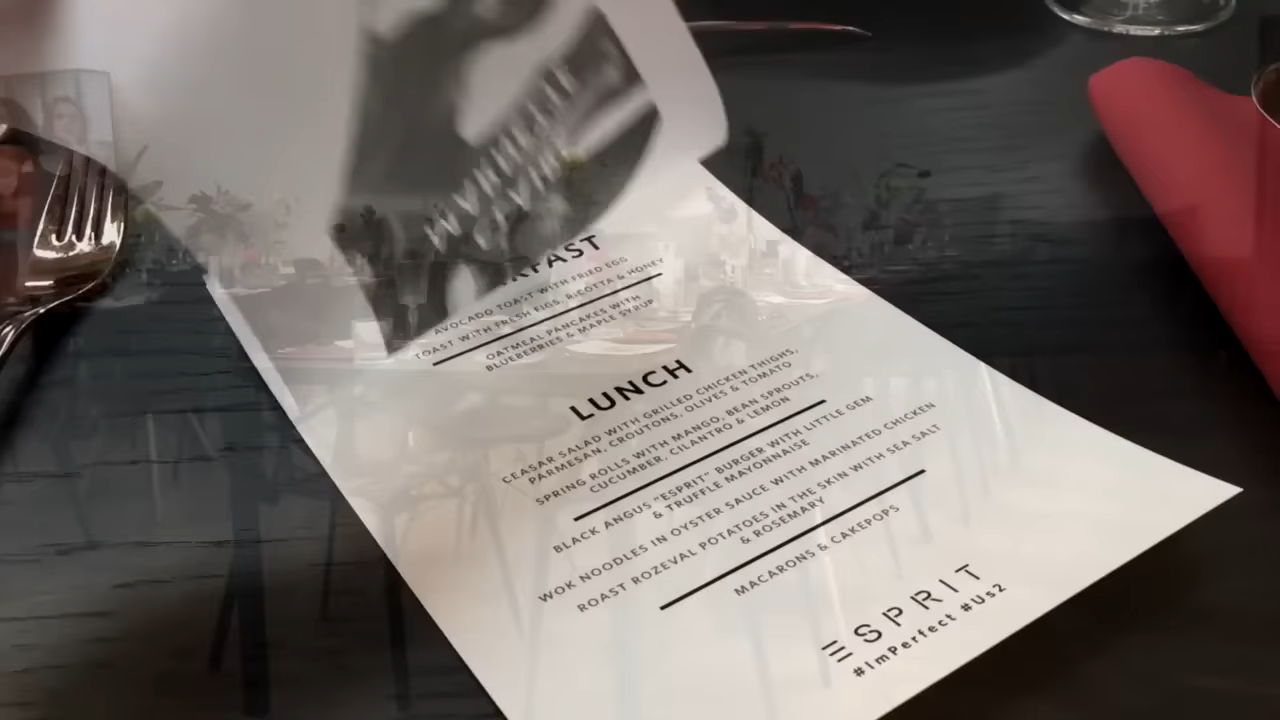 AVOCADO TOAST WITH FRIED EGG
TOAST WITH FRESH FIGS, RICOTTA & HONEY
OATMEAL PANCAKES WITH
BLUEBERRIES & MAPLE SYRUP
LUNCH
CEASAR SALAD WITH GRILLED CHICKEN THIGHS,
PARMESAN, CROUTONS, OLIVES & TOMATO
SPRING ROLLS WITH MANGO, BEAN SPROUTS,
CUCUMBER, CILANTRO & LEMON
BLACK ANGUS "ESPRIT" BURGER WITH LITTLE GEM
& TRUFFLE MAYONNAISE
WOK NOODLES IN OYSTER SAUCE WITH MARINATED CHICKEN
ROAST ROZEVAL POTATOES IN THE SKIN WITH SEA SALT
& ROSEMARY
MACARONS & CAKEPOPS
ESPRIT
#ImPerfect #Us2